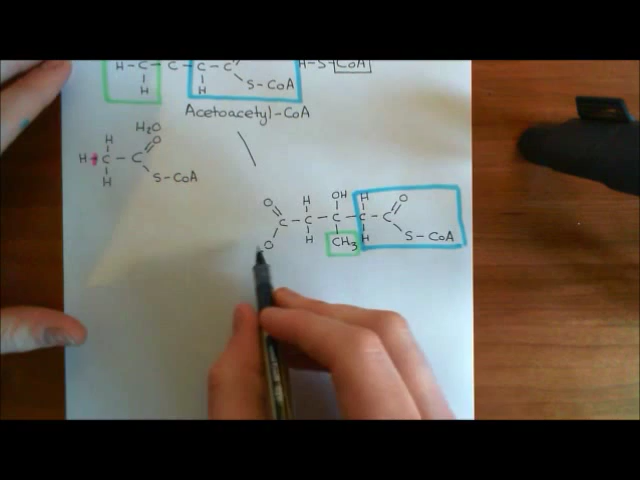 H - C - C - C - C H - S - CoA
H H S - CoA
Acetoacetyl - CoA
H₂O
H O
H - C - C
H S - CoA
O H OH H O
C - C - C - C - C
O H CH₃ H S - CoA